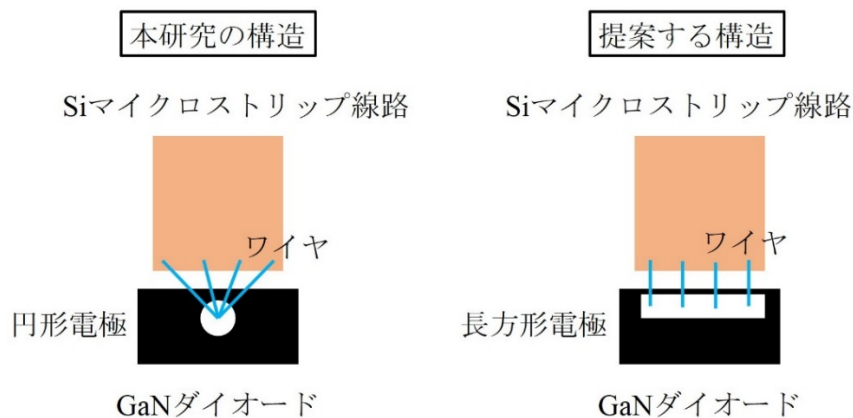 本研究の構造
Siマイクロストリップ線路
ワイヤ
円形電極
GaNダイオード
提案する構造
Siマイクロストリップ線路
ワイヤ
長方形電極
GaNダイオード